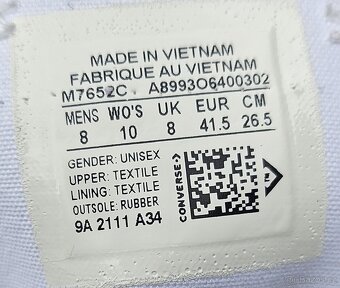 MADE IN VIETNAM
FABRIQUE AU VIETNAM
M7652C A8993O6400302
MENS WO'S UK EUR CM
8 10 8 41.5 26.5
GENDER: UNISEX
UPPER: TEXTILE
LINING: TEXTILE
OUTSOLE: RUBBER
9A 2111 A34
CONVERSE